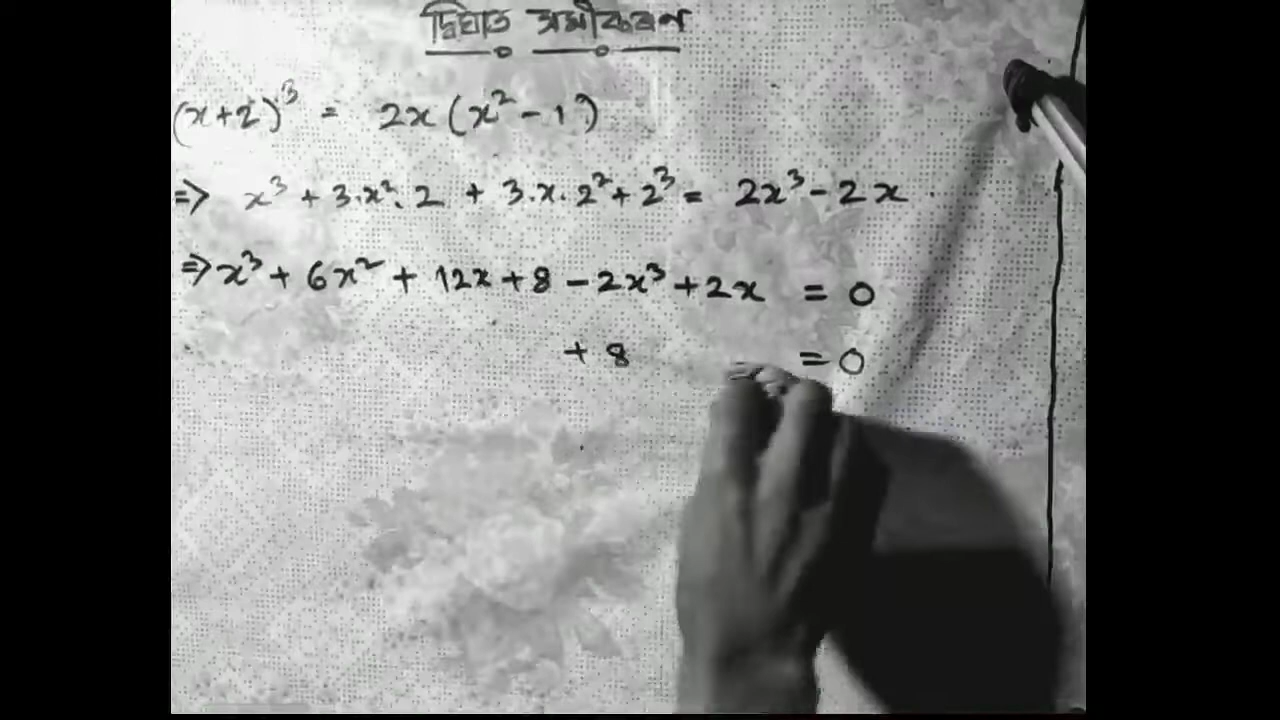 দ্বিঘাত সমীকরণ
(x+2)³ = 2x(x²-1)
⇒ x³ + 3.x².2 + 3.x.2² + 2³ = 2x³ - 2x
⇒ x³ + 6x² + 12x + 8 - 2x³ + 2x = 0
+ 8 = 0